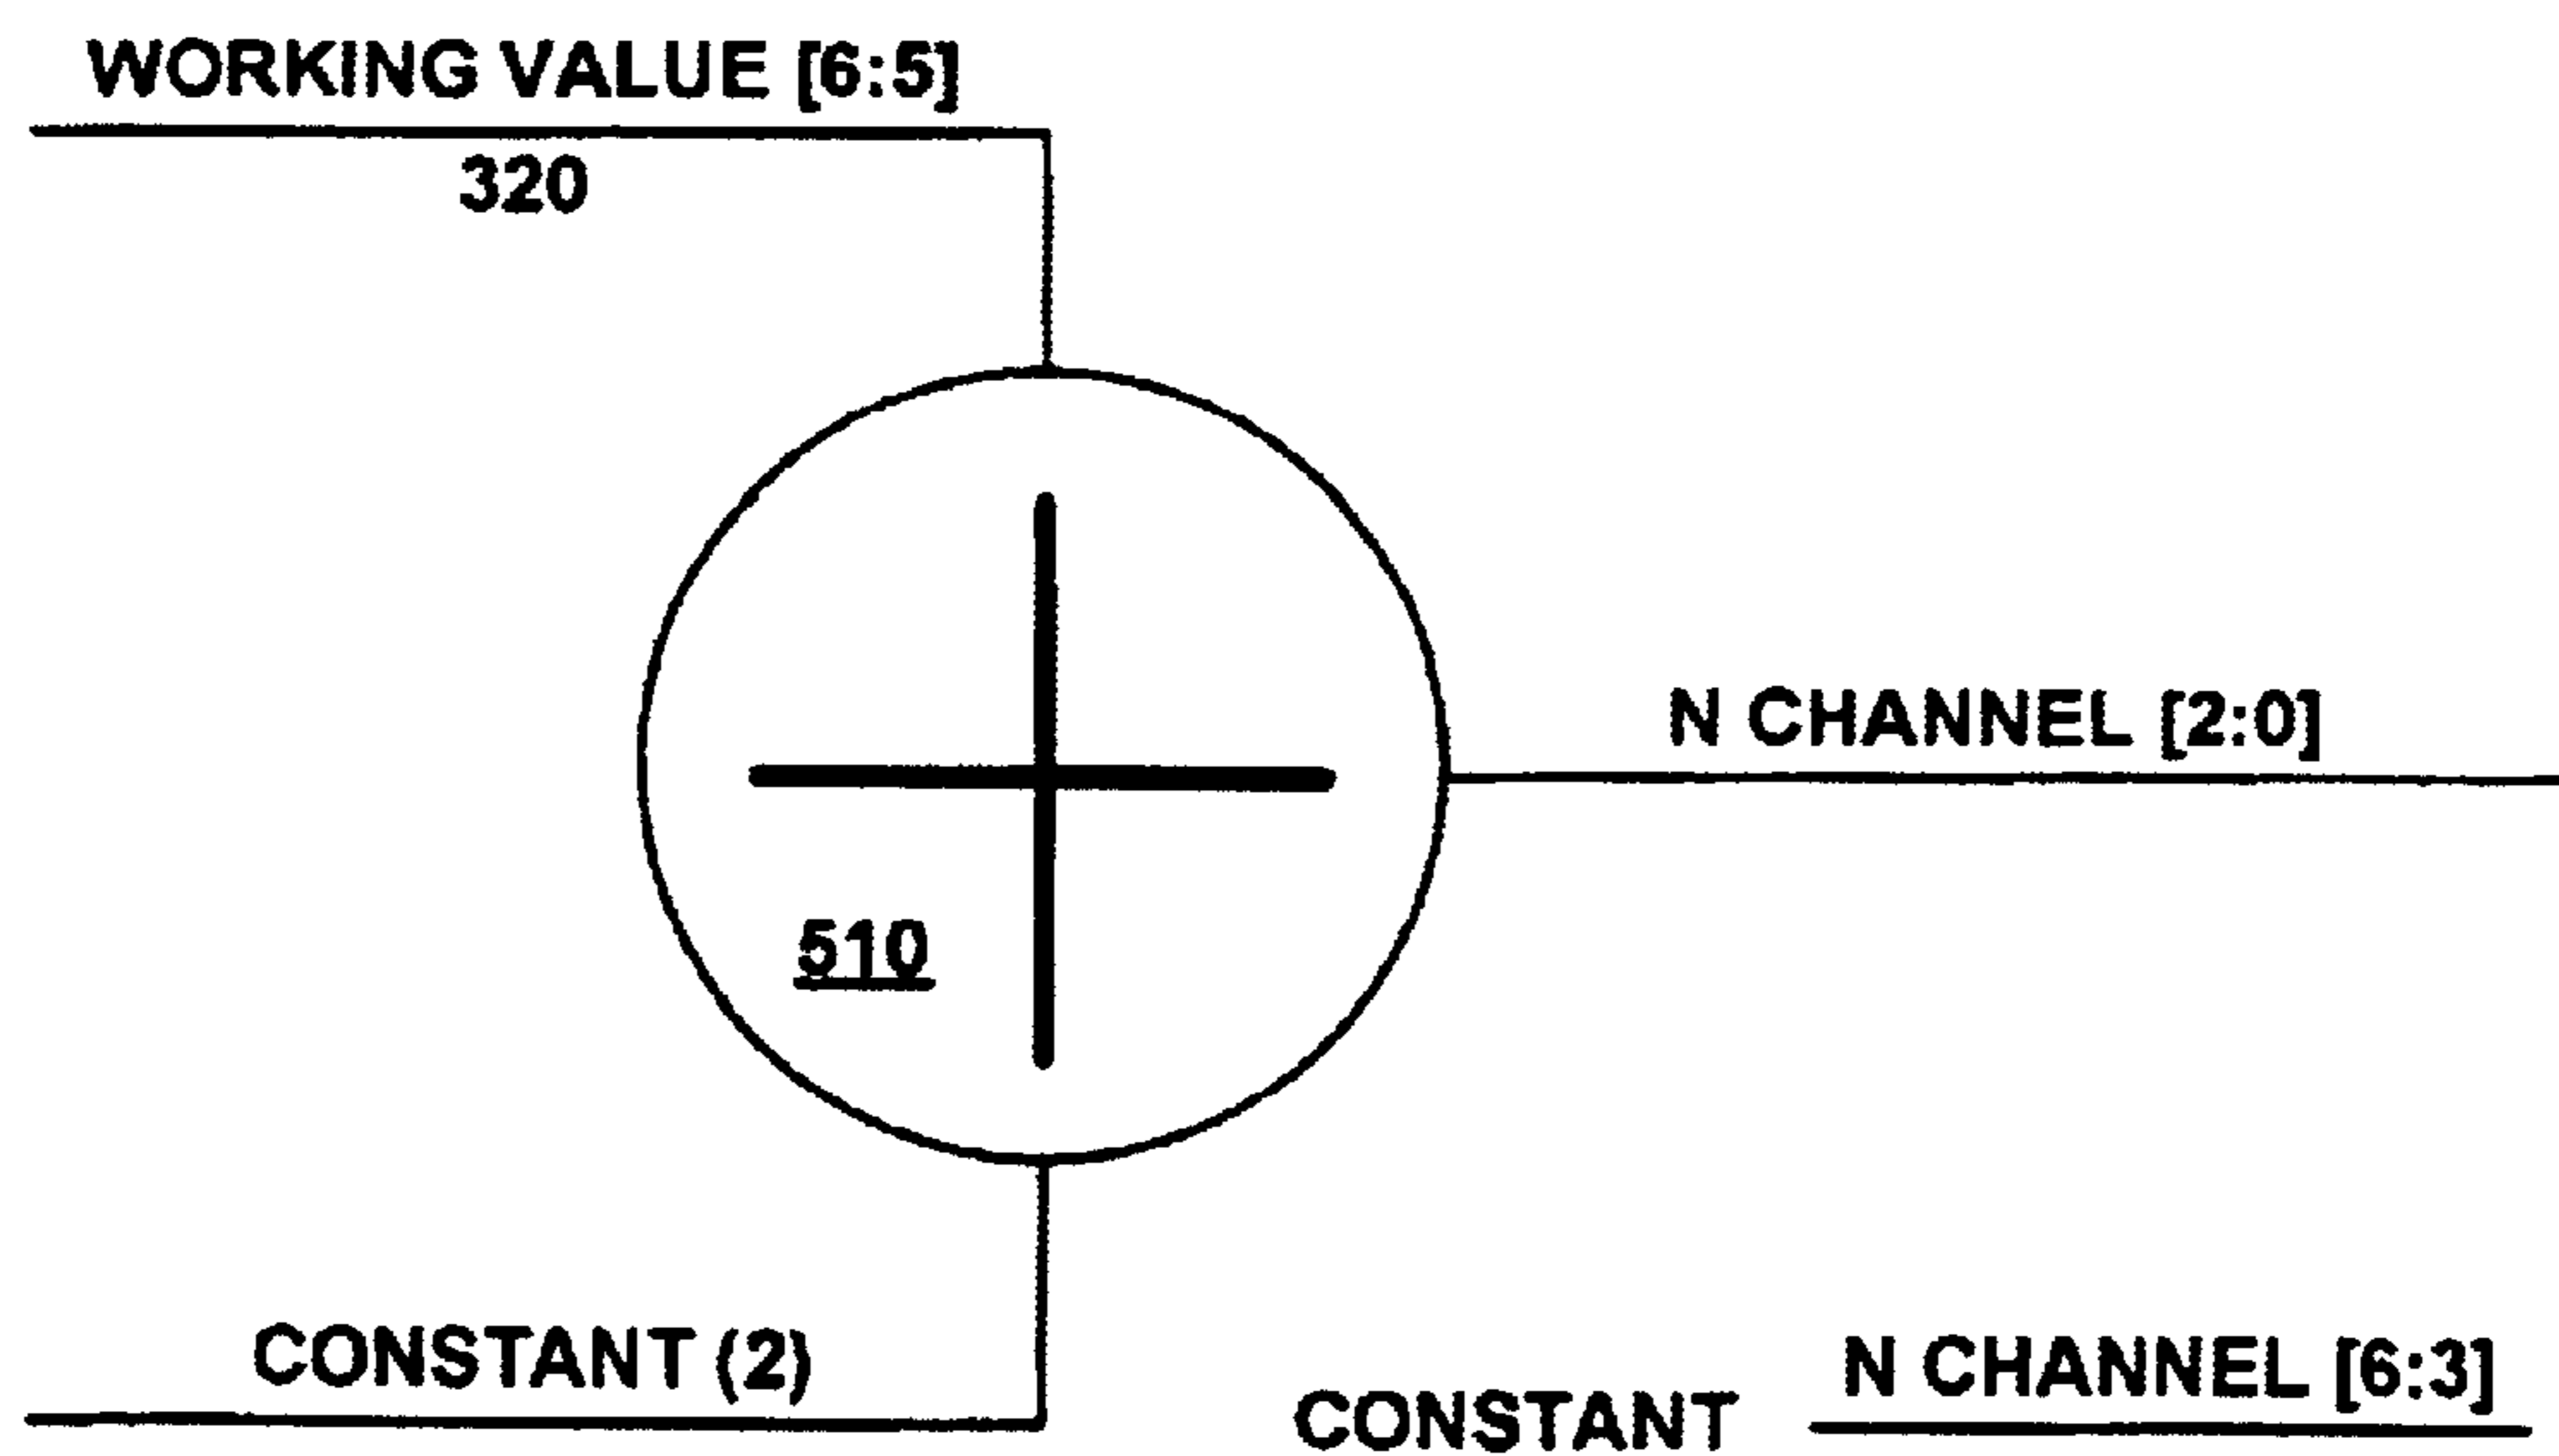 WORKING VALUE [6:5]
320
N CHANNEL [2:0]
510
CONSTANT (2)
CONSTANT
N CHANNEL [6:3]